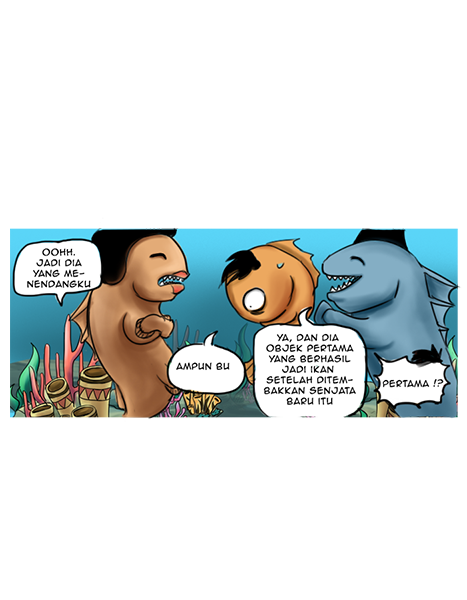 OOHH.
JADI DIA
YANG ME-
NENDANGKU
AMPUN BU
YA, DAN DIA
OBJEK PERTAMA
YANG BERHASIL
JADI IKAN
SETELAH DITEM-
BAKKAN SENJATA
BARU ITU
PERTAMA !?